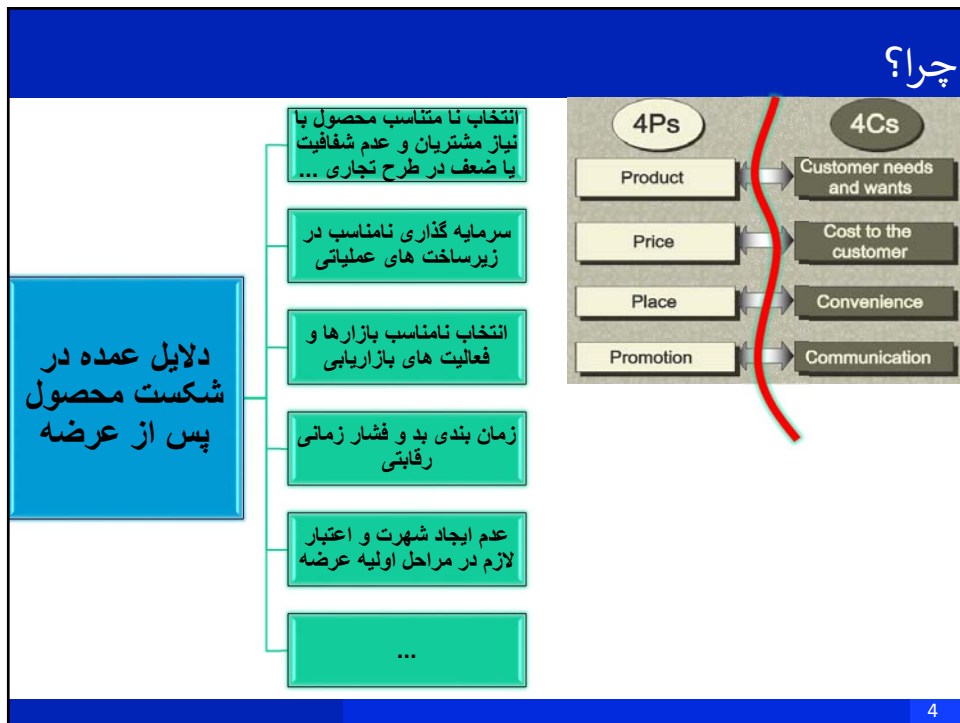 چرا؟
دلایل عمده در
شکست محصول
پس از عرضه
انتخاب نا متناسب محصول با
نیاز مشتریان و عدم شفافیت
یا ضعف در طرح تجاری ...
سرمایه گذاری نامناسب در
زیرساخت های عملیاتی
انتخاب نامناسب بازارها و
فعالیت های بازاریابی
زمان بندی بد و فشار زمانی
رقابتی
عدم ایجاد شهرت و اعتبار
لازم در مراحل اولیه عرضه
...
4Ps
4Cs
Product
Customer needs
and wants
Price
Cost to the
customer
Place
Convenience
Promotion
Communication
4